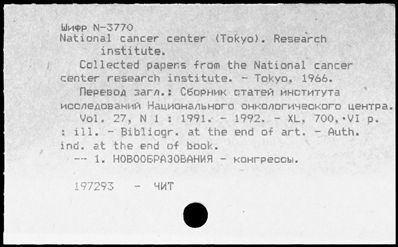 Шифр N-3770
National cancer center (Tokyo). Research
institute.
Collected papens from the National cancer
center research institute. - Tokyo, 1966.
Перевод загл.: Сборник статей института
исследований Национального онкологического центра.
Vol. 27, N 1 : 1991. - 1992. - XL, 700, VI p.
: ill. - Bibliogr. at the end of art. - Auth.
ind. at the end of book.
-- 1. НОВООБРАЗОВАНИЯ - конгрессы.
197293 - ЧИТ